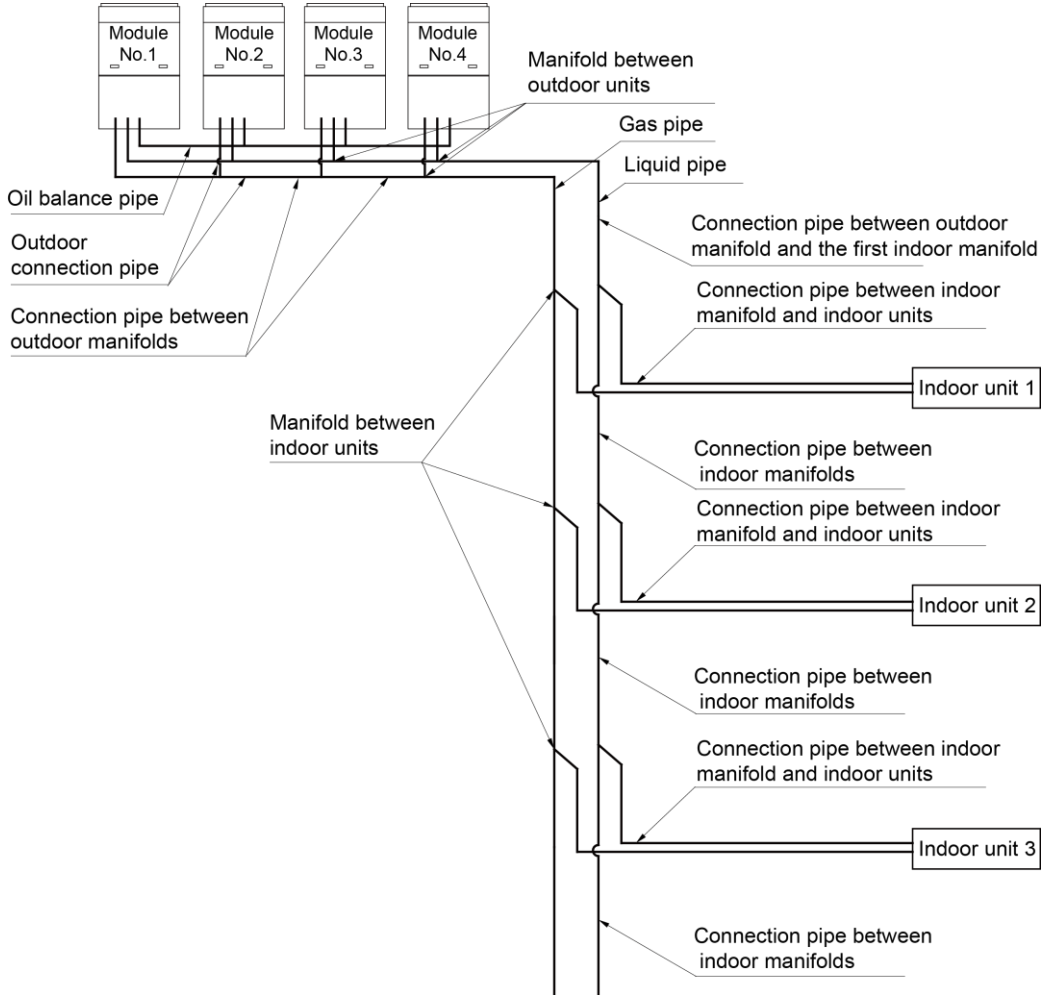 Module
No.1
Module
No.2
Module
No.3
Module
No.4
Manifold between
outdoor units
Gas pipe
Liquid pipe
Oil balance pipe
Outdoor
connection pipe
Connection pipe between
outdoor manifolds
Connection pipe between outdoor
manifold and the first indoor manifold
Connection pipe between indoor
manifold and indoor units
Indoor unit 1
Manifold between
indoor units
Connection pipe between
indoor manifolds
Connection pipe between indoor
manifold and indoor units
Indoor unit 2
Connection pipe between
indoor manifolds
Connection pipe between indoor
manifold and indoor units
Indoor unit 3
Connection pipe between
indoor manifolds